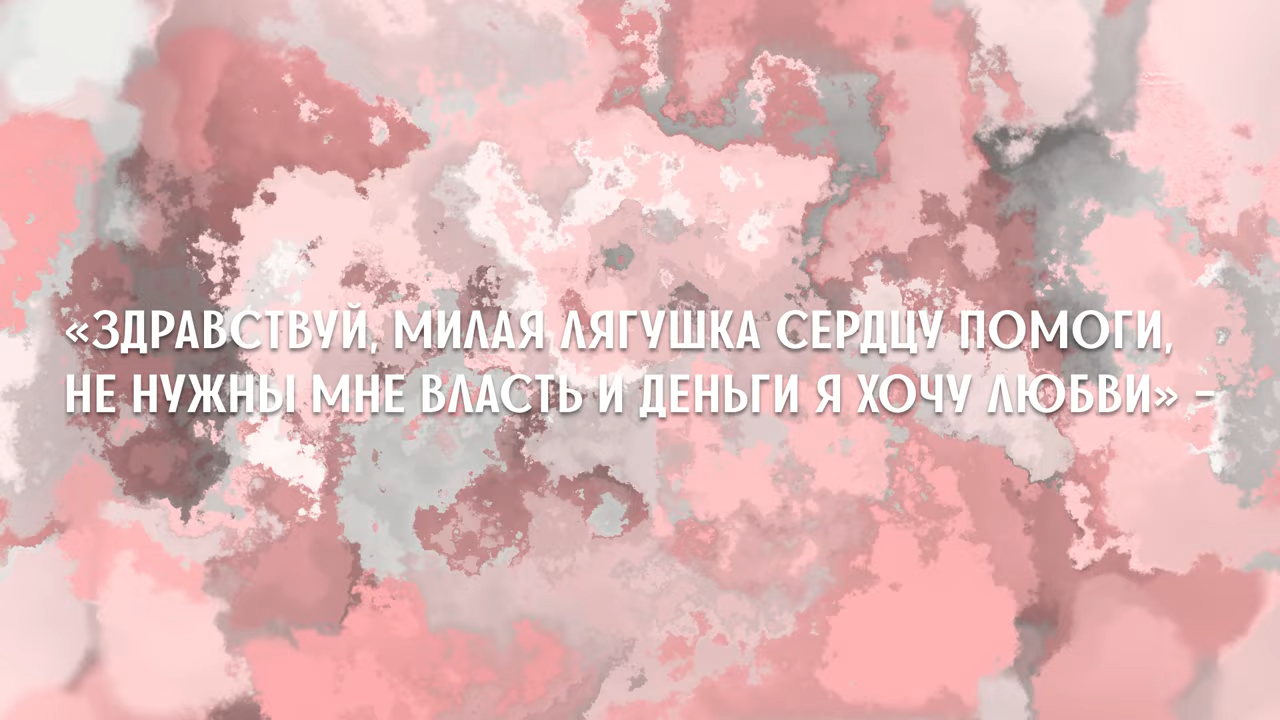 «ЗДРАВСТВУЙ, МИЛАЯ ЛЯГУШКА СЕРДЦУ ПОМОГИ,
НЕ НУЖНЫ МНЕ ВЛАСТЬ И ДЕНЬГИ Я ХОЧУ ЛЮБВИ» –